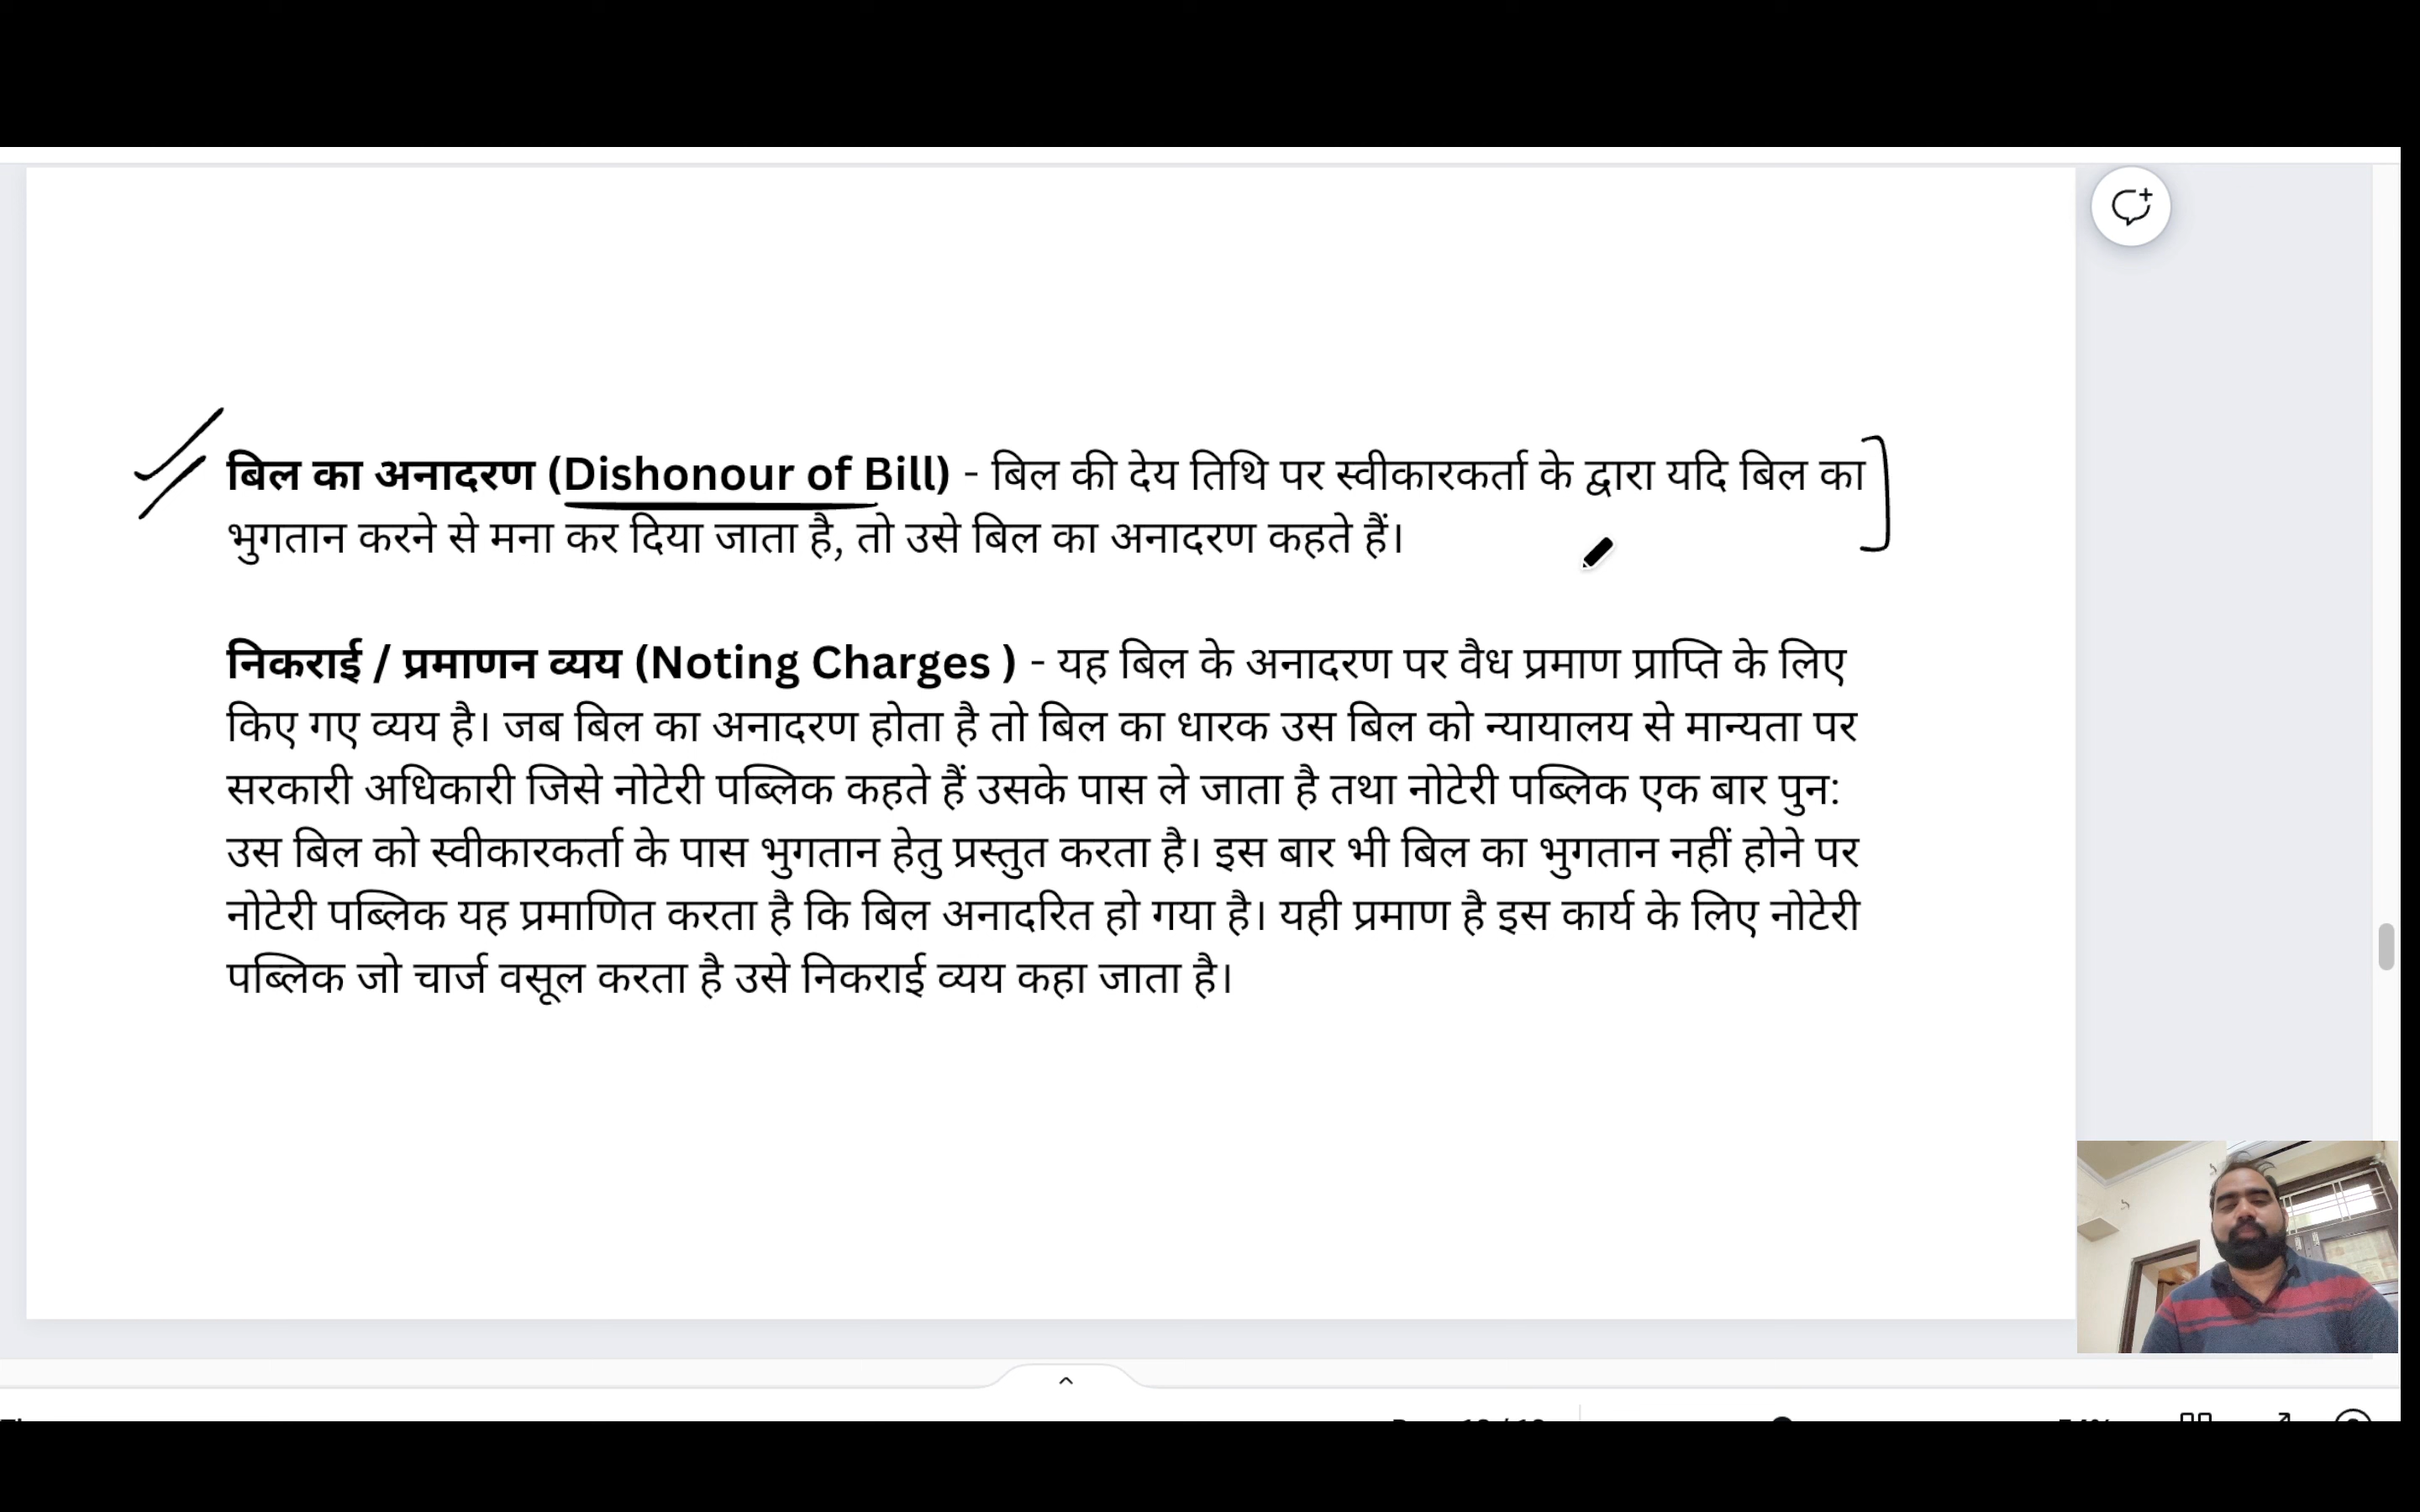 बिल का अनादरण (Dishonour of Bill) - बिल की देय तिथि पर स्वीकारकर्ता के द्वारा यदि बिल का
भुगतान करने से मना कर दिया जाता है, तो उसे बिल का अनादरण कहते हैं।
निकराई / प्रमाणन व्यय (Noting Charges ) - यह बिल के अनादरण पर वैध प्रमाण प्राप्ति के लिए
किए गए व्यय है। जब बिल का अनादरण होता है तो बिल का धारक उस बिल को न्यायालय से मान्यता पर
सरकारी अधिकारी जिसे नोटेरी पब्लिक कहते हैं उसके पास ले जाता है तथा नोटेरी पब्लिक एक बार पुन:
उस बिल को स्वीकारकर्ता के पास भुगतान हेतु प्रस्तुत करता है। इस बार भी बिल का भुगतान नहीं होने पर
नोटेरी पब्लिक यह प्रमाणित करता है कि बिल अनादरित हो गया है। यही प्रमाण है इस कार्य के लिए नोटेरी
पब्लिक जो चार्ज वसूल करता है उसे निकराई व्यय कहा जाता है।